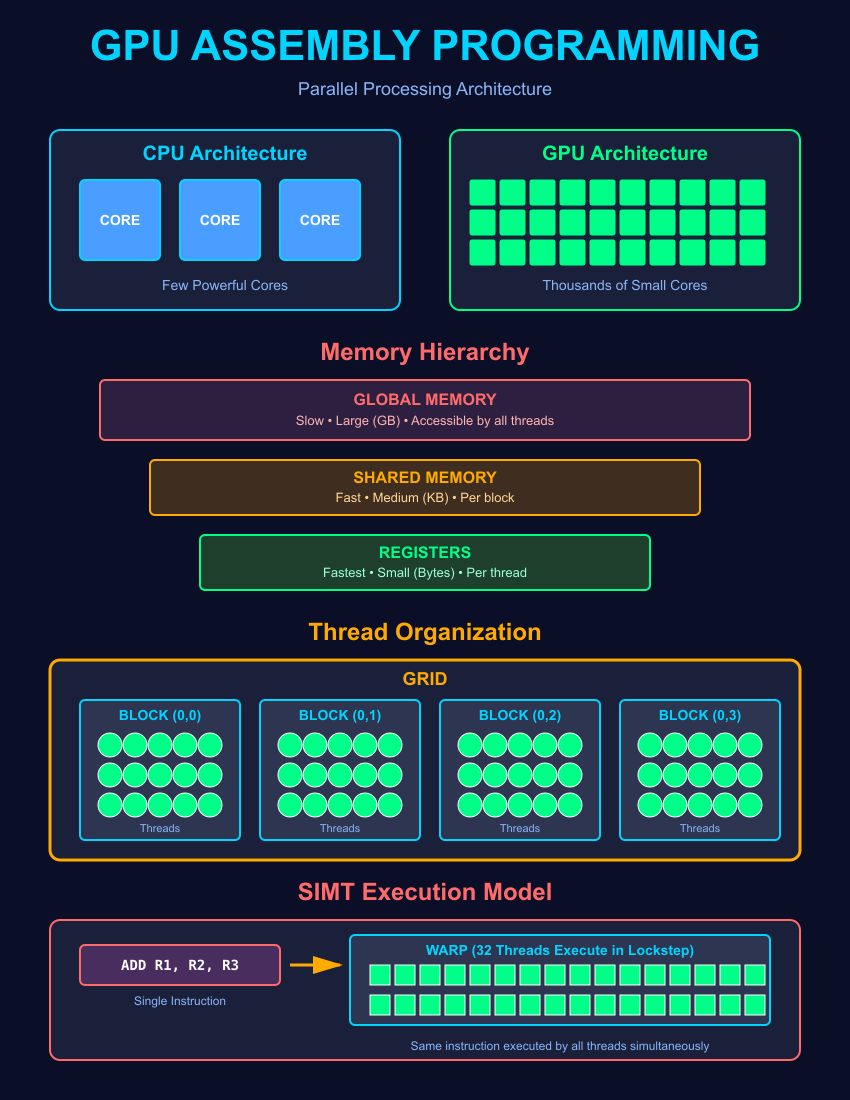 GPU ASSEMBLY PROGRAMMING
Parallel Processing Architecture
CPU Architecture
CORE CORE CORE
Few Powerful Cores
GPU Architecture
Thousands of Small Cores
Memory Hierarchy
GLOBAL MEMORY
Slow • Large (GB) • Accessible by all threads
SHARED MEMORY
Fast • Medium (KB) • Per block
REGISTERS
Fastest • Small (Bytes) • Per thread
Thread Organization
GRID
BLOCK (0,0) BLOCK (0,1) BLOCK (0,2) BLOCK (0,3)
Threads Threads Threads Threads
SIMT Execution Model
ADD R1, R2, R3
Single Instruction
WARP (32 Threads Execute in Lockstep)
Same instruction executed by all threads simultaneously